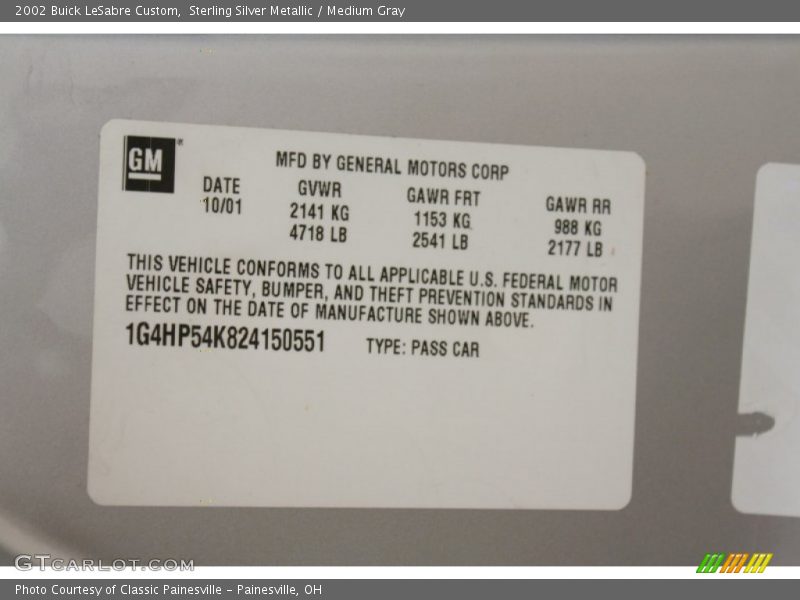 2002 Buick LeSabre Custom,  Sterling Silver Metallic / Medium Gray
GM
MFD BY GENERAL MOTORS CORP
DATE GVWR GAWR FRT GAWR RR
10/01 2141 KG 1153 KG 988 KG
4718 LB 2541 LB 2177 LB
THIS VEHICLE CONFORMS TO ALL APPLICABLE U.S. FEDERAL MOTOR
VEHICLE SAFETY, BUMPER, AND THEFT PREVENTION STANDARDS IN
EFFECT ON THE DATE OF MANUFACTURE SHOWN ABOVE.
1G4HP54K824150551 TYPE: PASS CAR
GTCARLOT.COM
Photo Courtesy of Classic Painesville - Painesville, OH